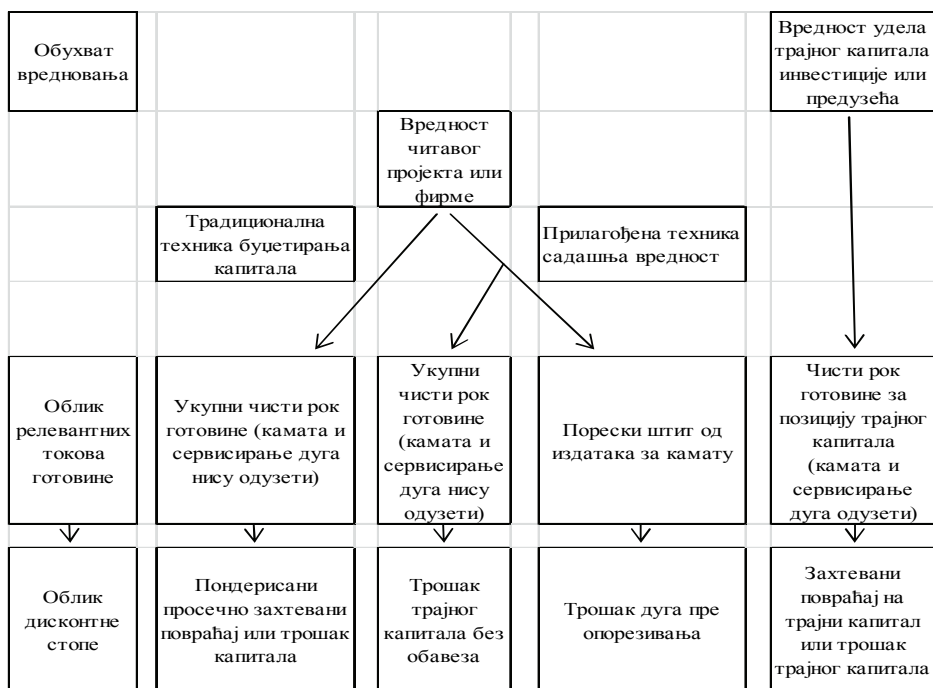 Обухват
вредновања
Вредност удела
трајног капитала
инвестиције или
предузећа
Вредност
читавог
пројекта или
фирме
Традиционална
техника буџетирања
капитала
Прилагођена техника
садашња вредност
Облик
релевантних
токова
готовине
Укупни чисти рок
готовине (камата и
сервисирање дуга
нису одузети)
Укупни
чисти рок
готовине
(камата и
сервисирање
дуга нису
одузети)
Порески штит од
издатака за камату
Чисти рок
готовине за
позицију трајног
капитала
(камата и
сервисирање
дуга одузети)
Облик
дисконтне
стопе
Пондерисани
просечно захтевани
повраћај или трошак
капитала
Трошак
трајног
капитала без
обавеза
Трошак дуга пре
опорезивања
Захтевани
повраћај на
трајни капитал
или трошак
трајног капитала